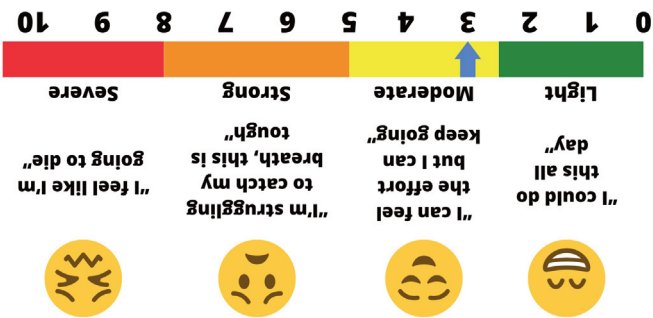 "I could do
this all
day"
"I can feel
the effort
but I can
keep going"
"I'm struggling
to catch my
breath, this is
tough"
"I feel like I'm
going to die"
Light
Moderate
Strong
Severe
0 1 2 3 4 5 6 7 8 9 10